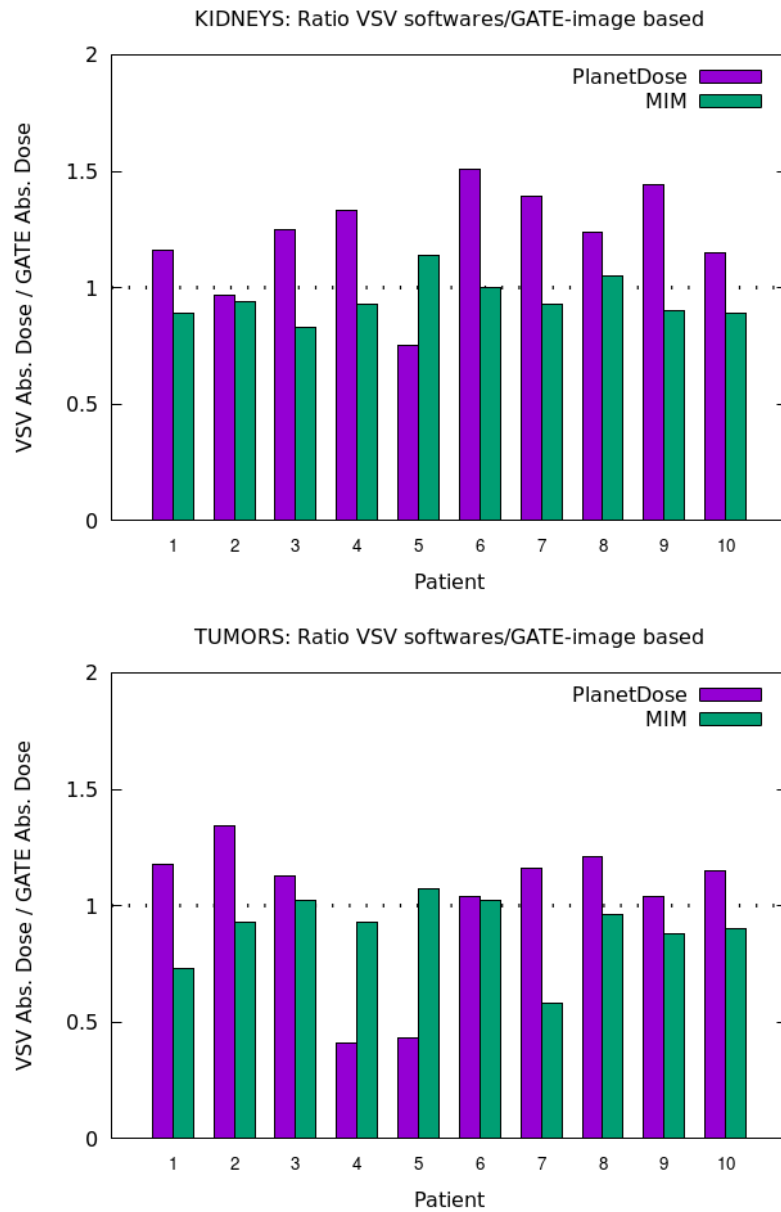 KIDNEYS: Ratio VSV softwares/GATE-image based
2
PlanetDose
MIM
1.5
1
0.5
0
VSV Abs. Dose / GATE Abs. Dose
1 2 3 4 5 6 7 8 9 10
Patient
TUMORS: Ratio VSV softwares/GATE-image based
2
PlanetDose
MIM
1.5
1
0.5
0
VSV Abs. Dose / GATE Abs. Dose
1 2 3 4 5 6 7 8 9 10
Patient